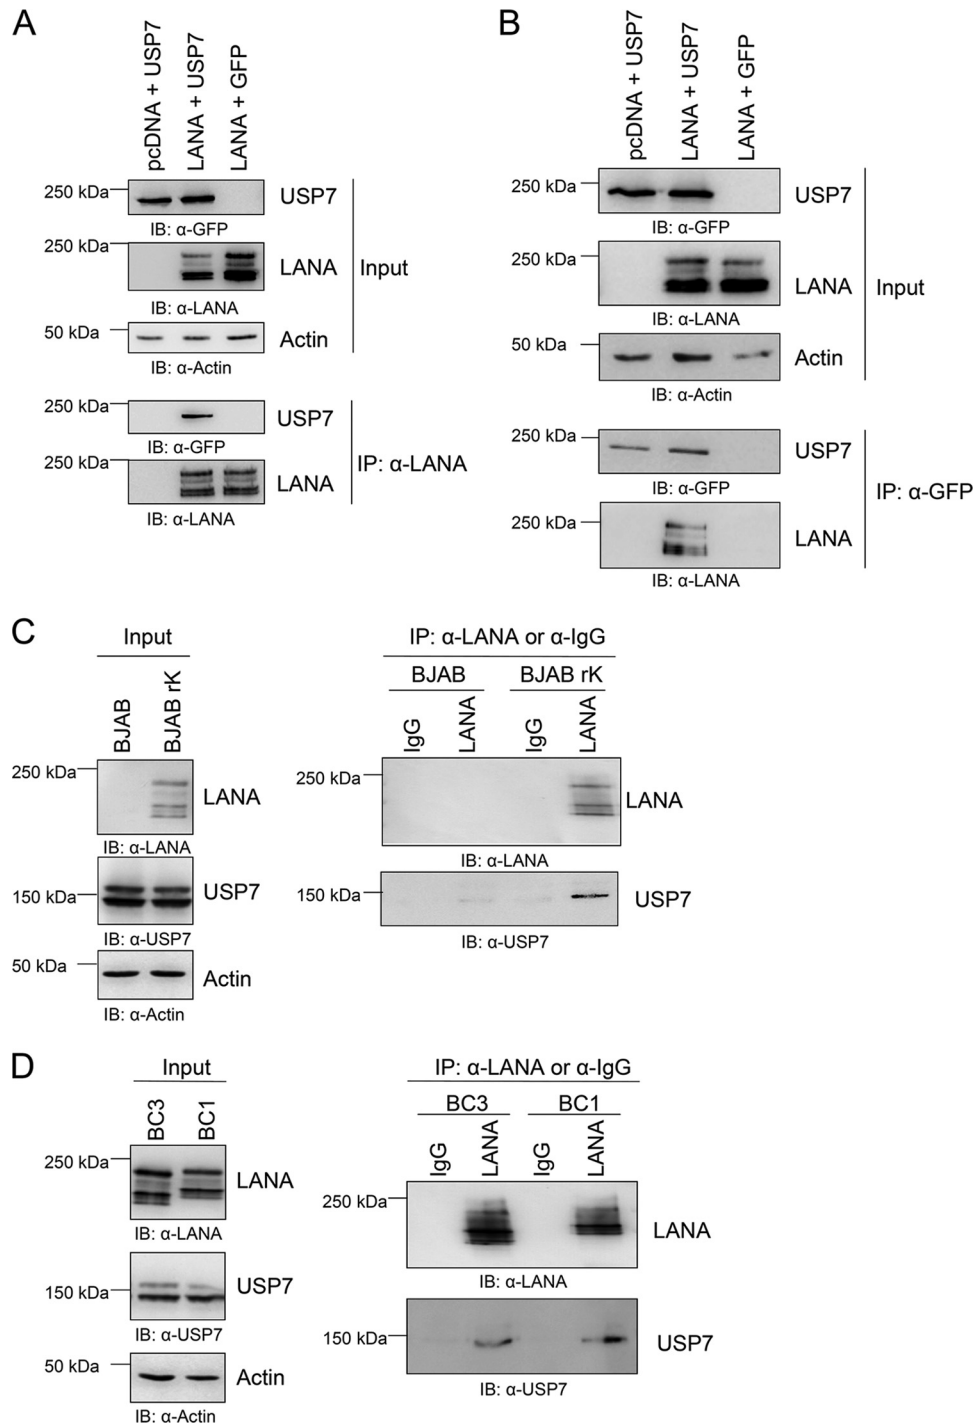 A
pcDNA + USP7
LANA + USP7
LANA + GFP
250 kDa
USP7
IB: α-GFP
250 kDa
LANA
Input
IB: α-LANA
50 kDa
Actin
IB: α-Actin
250 kDa
USP7
IB: α-GFP
250 kDa
IP: α-LANA
LANA
IB: α-LANA
B
pcDNA + USP7
LANA + USP7
LANA + GFP
250 kDa
USP7
IB: α-GFP
250 kDa
LANA
Input
IB: α-LANA
50 kDa
Actin
IB: α-Actin
250 kDa
USP7
IB: α-GFP
IP: α-GFP
250 kDa
LANA
IB: α-LANA
C
Input
BJAB
BJAB rK
250 kDa
LANA
IB: α-LANA
150 kDa
USP7
IB: α-USP7
50 kDa
Actin
IB: α-Actin
IP: α-LANA or α-IgG
BJAB
BJAB rK
IgG
LANA
IgG
LANA
250 kDa
LANA
IB: α-LANA
150 kDa
USP7
IB: α-USP7
D
Input
BC3
BC1
250 kDa
LANA
IB: α-LANA
150 kDa
USP7
IB: α-USP7
50 kDa
Actin
IB: α-Actin
IP: α-LANA or α-IgG
BC3
BC1
IgG
LANA
IgG
LANA
250 kDa
LANA
IB: α-LANA
150 kDa
USP7
IB: α-USP7